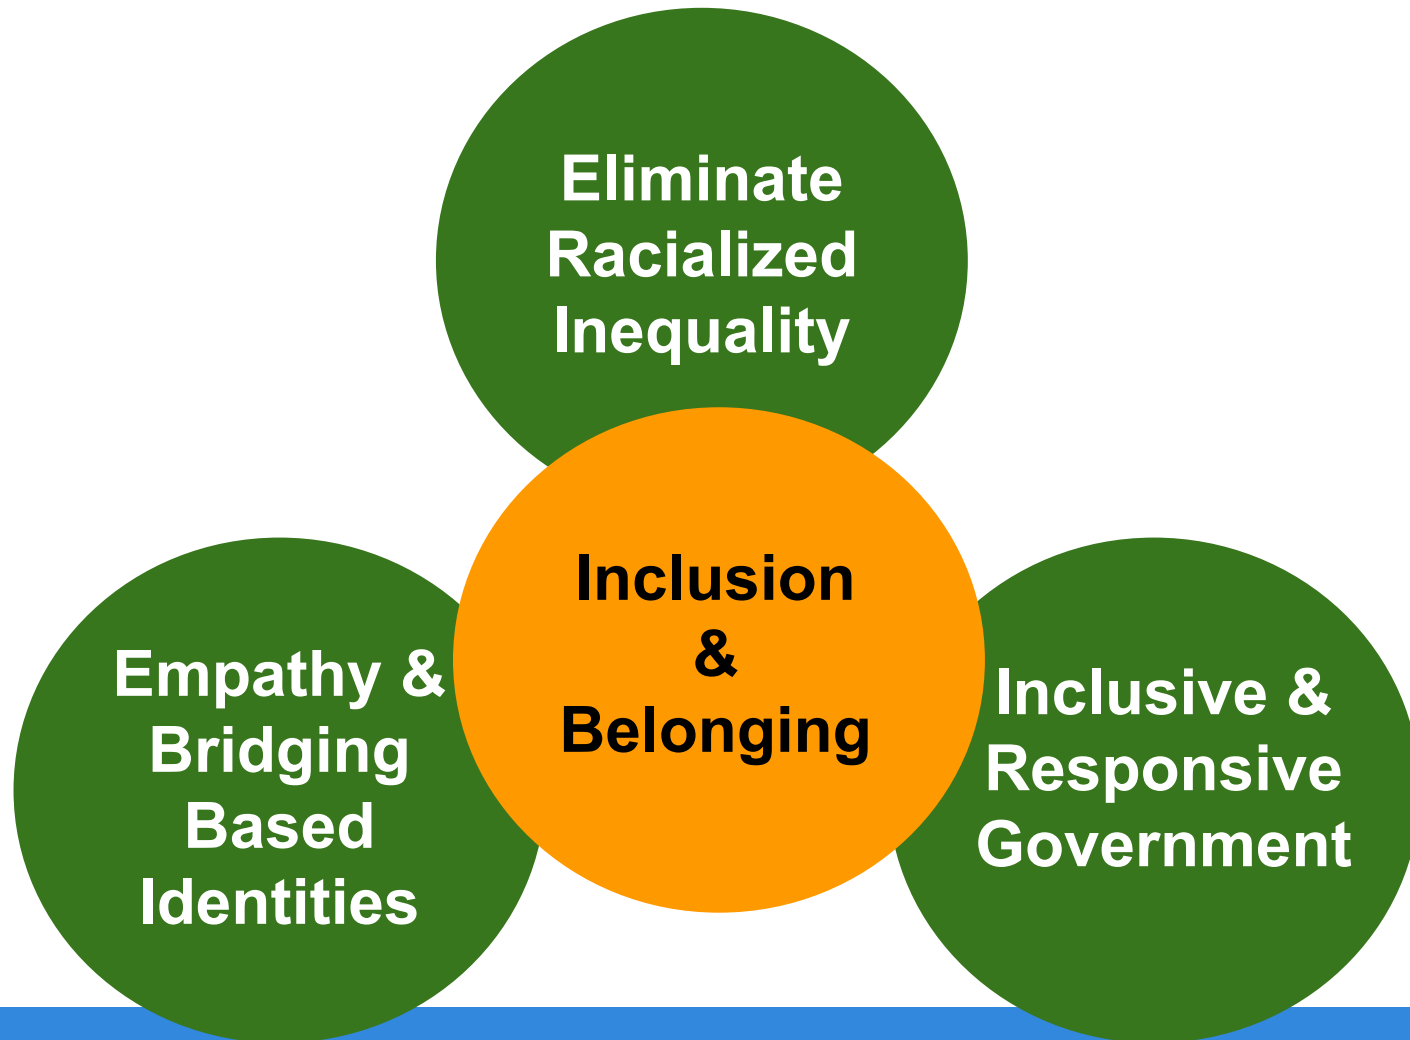 Eliminate
Racialized
Inequality
Inclusion
&
Belonging
Empathy &
Bridging
Based
Identities
Inclusive &
Responsive
Government